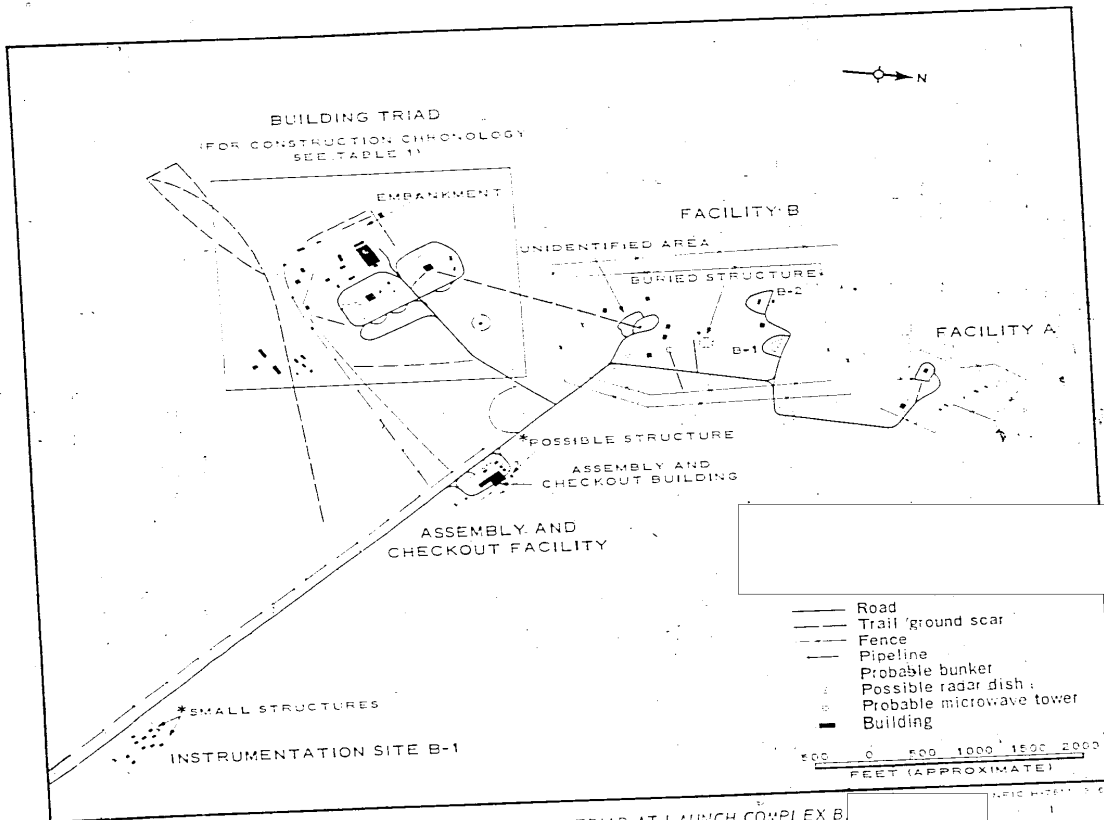 N
BUILDING TRIAD
(FOR CONSTRUCTION CHRONOLOGY
SEE TABLE 1)
EMBANKMENT
FACILITY B
UNIDENTIFIED AREA
BURIED STRUCTURE
B-2
B-1
FACILITY A
*POSSIBLE STRUCTURE
ASSEMBLY AND
CHECKOUT BUILDING
ASSEMBLY AND
CHECKOUT FACILITY
Road
Trail/ground scar
Fence
Pipeline
Probable bunker
Possible radar dish
Probable microwave tower
Building
*SMALL STRUCTURES
INSTRUMENTATION SITE B-1
500 0 500 1000 1500 2000
FEET (APPROXIMATE)
AT LAUNCH COMPLEX B,